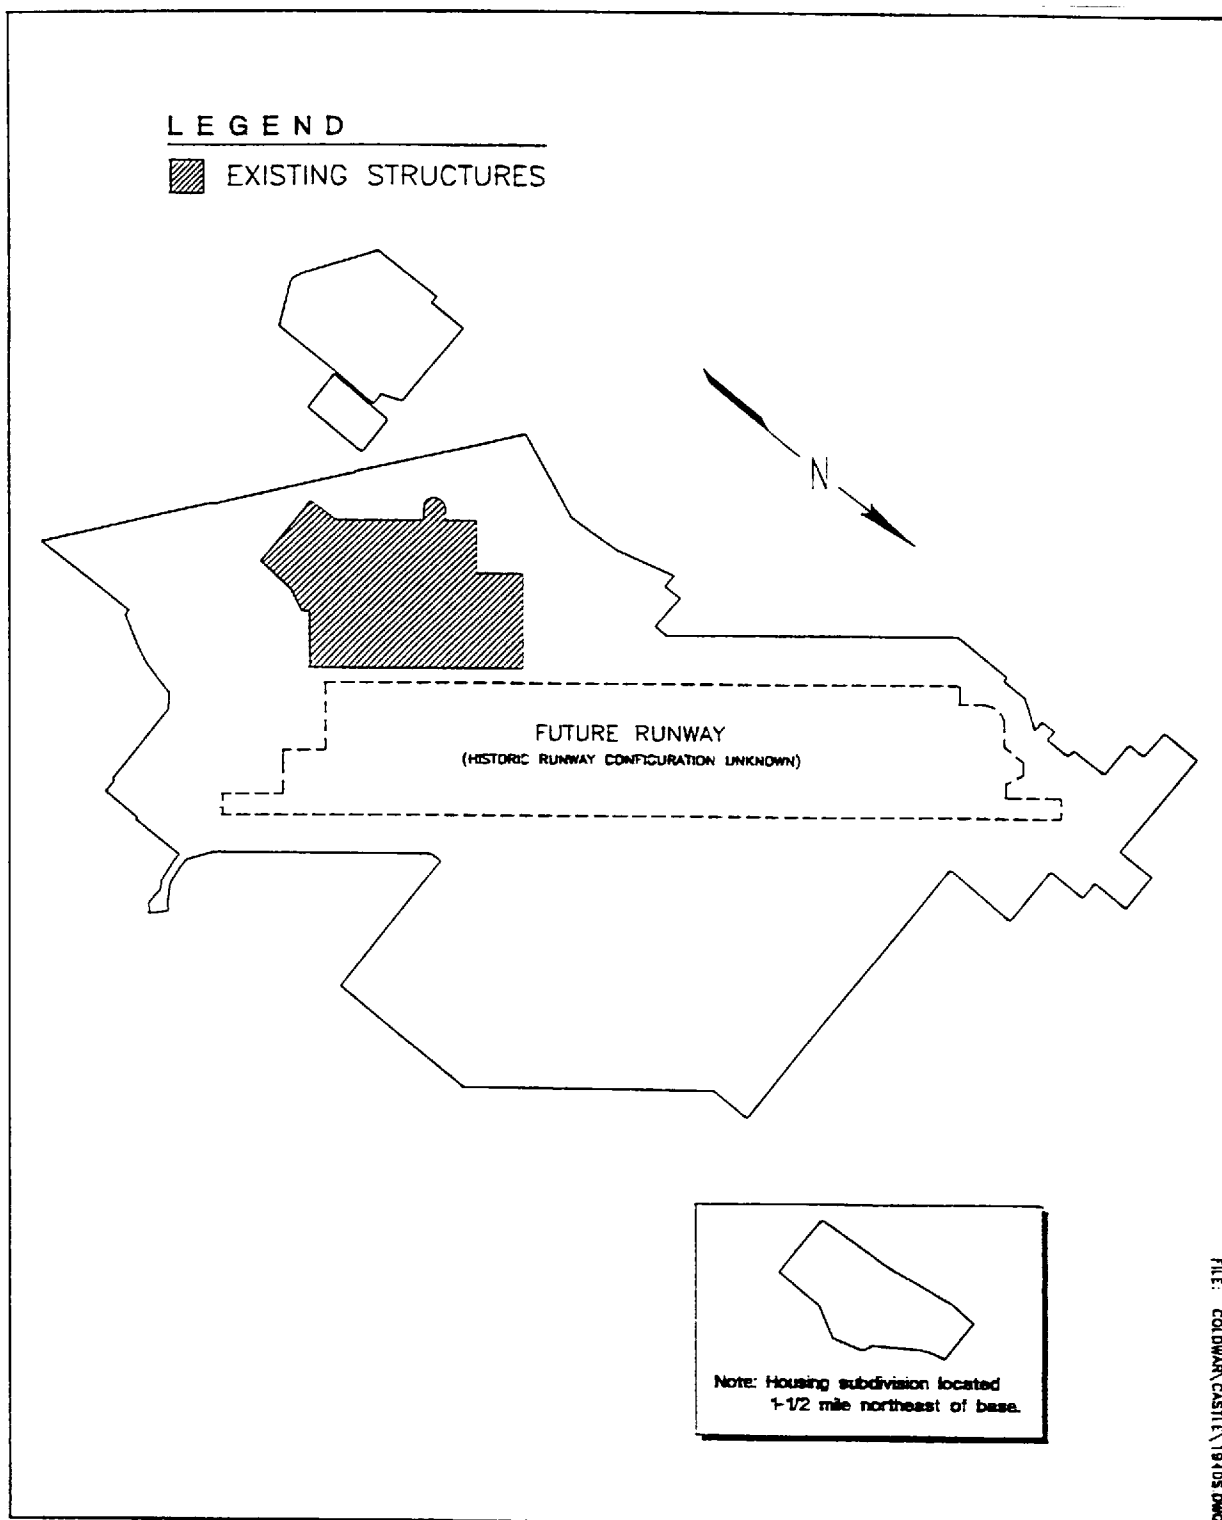 LEGEND
EXISTING STRUCTURES
N
FUTURE RUNWAY
(HISTORIC RUNWAY CONFIGURATION UNKNOWN)
Note: Housing subdivision located
1-1/2 mile northeast of base.
FILE: COLDWAR\CASTLE\1940S.DWG